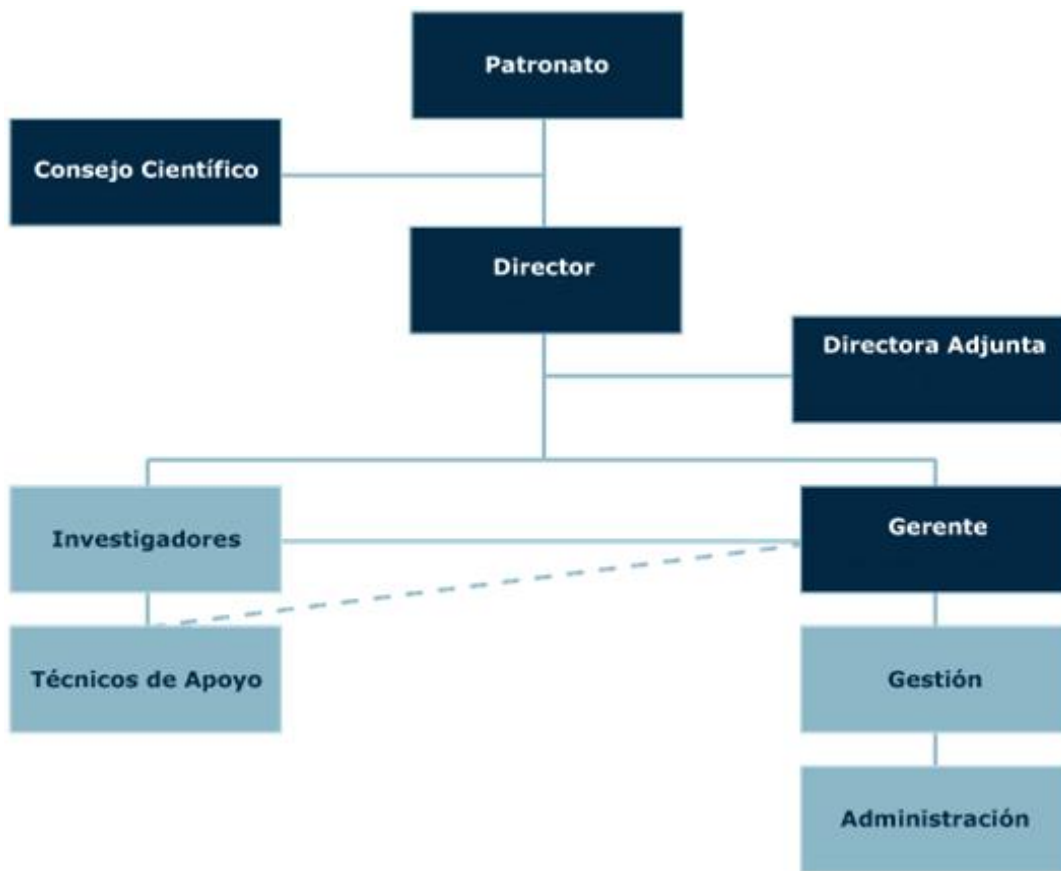 Patronato
Consejo Científico
Director
Directora Adjunta
Investigadores
Gerente
Técnicos de Apoyo
Gestión
Administración